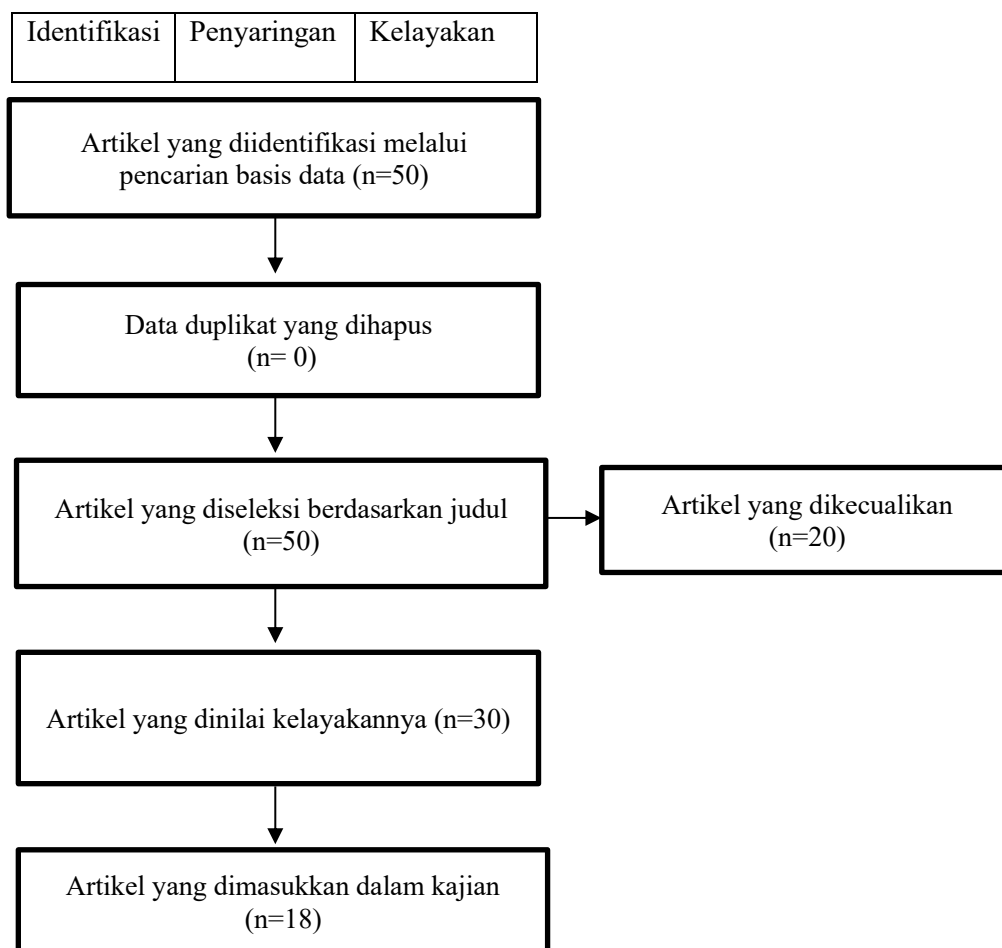 Identifikasi Penyaringan Kelayakan
Artikel yang diidentifikasi melalui
pencarian basis data (n=50)
Data duplikat yang dihapus
(n= 0)
Artikel yang diseleksi berdasarkan judul
(n=50)
Artikel yang dikecualikan
(n=20)
Artikel yang dinilai kelayakannya (n=30)
Artikel yang dimasukkan dalam kajian
(n=18)